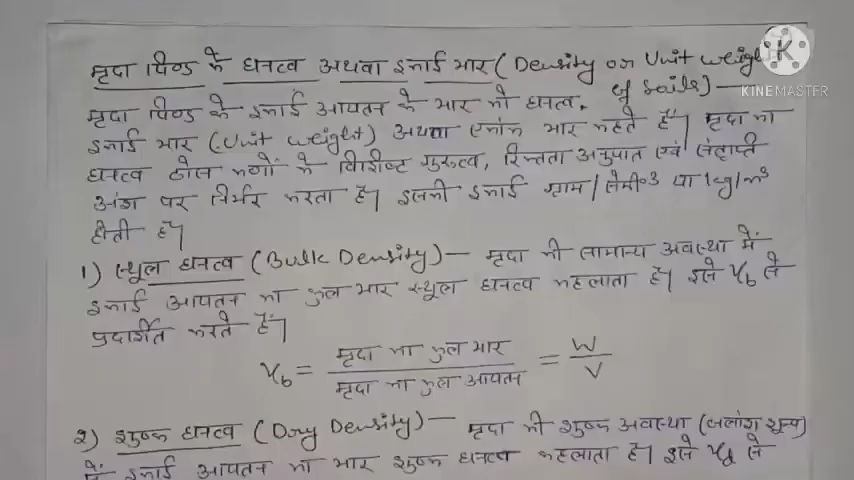 मृदा पिण्ड के घनत्व अथवा इकाई भार (Density or Unit weight
of soils) —
मृदा पिण्ड के इकाई आयतन के भार को घनत्व,
इकाई भार (Unit weight) अथवा एकांक भार कहते हैं। मृदा का
घनत्व ठोस कणों के विशिष्ट गुरुत्व, रिक्तता अनुपात एवं संतृप्ति
अंश पर निर्भर करता है। इसकी इकाई ग्राम/सेमी०3 या 1kg/m³
होती है।
1) स्थूल घनत्व (Bulk Density) — मृदा की सामान्य अवस्था में
इकाई आयतन का कुल भार स्थूल घनत्व कहलाता है। इसे γb से
प्रदर्शित करते हैं।
γb = मृदा का कुल भार / मृदा का कुल आयतन = W / V
2) शुष्क घनत्व (Dry Density) — मृदा की शुष्क अवस्था (जलांश शून्य)
में इकाई आयतन का भार शुष्क घनत्व कहलाता है। इसे γd से
KINEMASTER